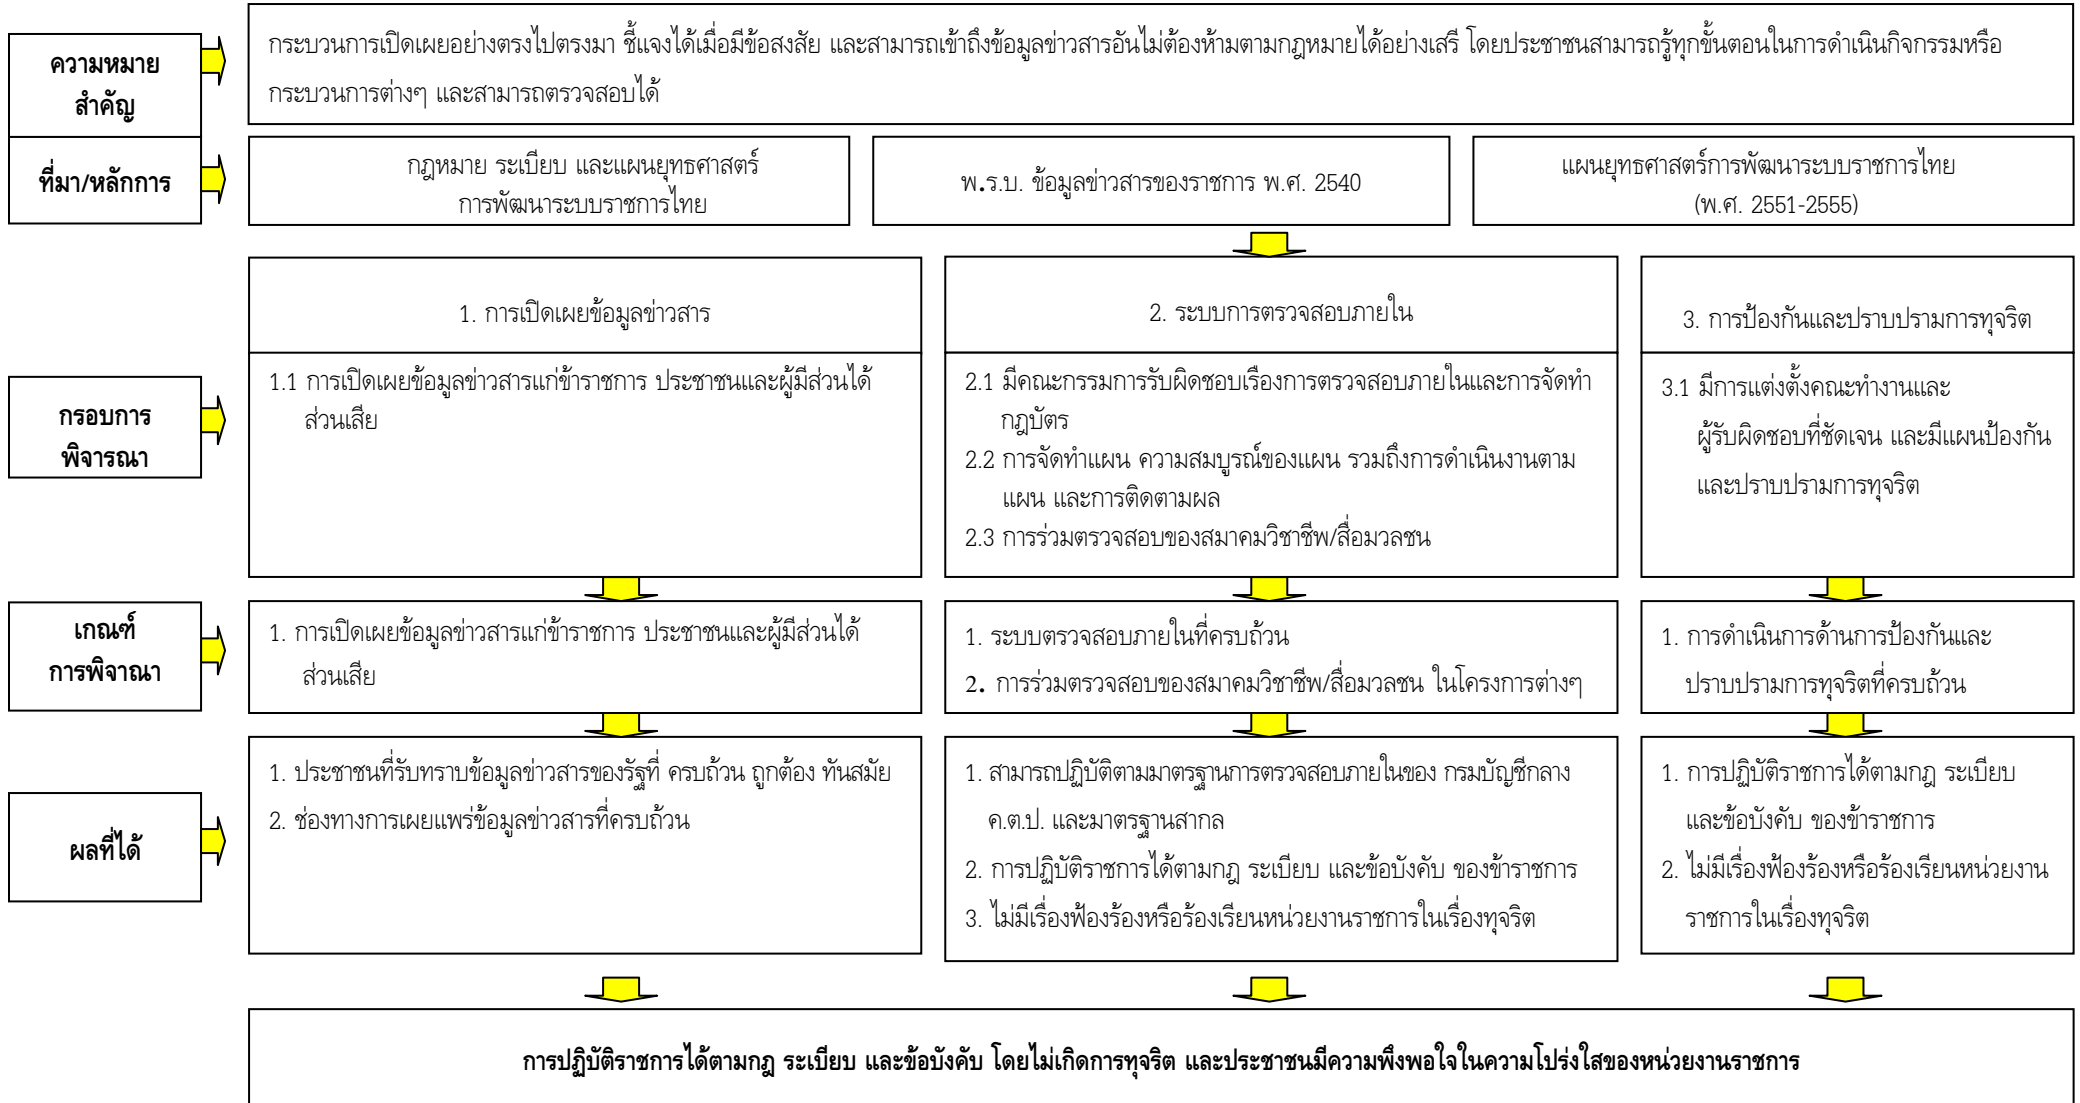 ความหมาย
สำคัญ
กระบวนการเปิดเผยอย่างตรงไปตรงมา ชี้แจงได้เมื่อมีข้อสงสัย และสามารถเข้าถึงข้อมูลข่าวสารอันไม่ต้องห้ามตามกฎหมายได้อย่างเสรี โดยประชาชนสามารถรู้ทุกขั้นตอนในการดำเนินกิจกรรมหรือ
กระบวนการต่างๆ และสามารถตรวจสอบได้
ที่มา/หลักการ
กฎหมาย ระเบียบ และแผนยุทธศาสตร์
การพัฒนาระบบราชการไทย
พ.ร.บ. ข้อมูลข่าวสารของราชการ พ.ศ. 2540
แผนยุทธศาสตร์การพัฒนาระบบราชการไทย
(พ.ศ. 2551-2555)
กรอบการ
พิจารณา
1. การเปิดเผยข้อมูลข่าวสาร
1.1 การเปิดเผยข้อมูลข่าวสารแก่ข้าราชการ ประชาชนและผู้มีส่วนได้
ส่วนเสีย
2. ระบบการตรวจสอบภายใน
2.1 มีคณะกรรมการรับผิดชอบเรื่องการตรวจสอบภายในและการจัดทำ
กฎบัตร
2.2 การจัดทำแผน ความสมบูรณ์ของแผน รวมถึงการดำเนินงานตาม
แผน และการติดตามผล
2.3 การร่วมตรวจสอบของสมาคมวิชาชีพ/สื่อมวลชน
3. การป้องกันและปราบปรามการทุจริต
3.1 มีการแต่งตั้งคณะทำงานและ
ผู้รับผิดชอบที่ชัดเจน และมีแผนป้องกัน
และปราบปรามการทุจริต
เกณฑ์
การพิจาณา
1. การเปิดเผยข้อมูลข่าวสารแก่ข้าราชการ ประชาชนและผู้มีส่วนได้
ส่วนเสีย
1. ระบบตรวจสอบภายในที่ครบถ้วน
2. การร่วมตรวจสอบของสมาคมวิชาชีพ/สื่อมวลชน ในโครงการต่างๆ
1. การดำเนินการด้านการป้องกันและ
ปราบปรามการทุจริตที่ครบถ้วน
ผลที่ได้
1. ประชาชนที่รับทราบข้อมูลข่าวสารของรัฐที่ ครบถ้วน ถูกต้อง ทันสมัย
2. ช่องทางการเผยแพร่ข้อมูลข่าวสารที่ครบถ้วน
1. สามารถปฏิบัติตามมาตรฐานการตรวจสอบภายในของ กรมบัญชีกลาง
ค.ต.ป. และมาตรฐานสากล
2. การปฏิบัติราชการได้ตามกฎ ระเบียบ และข้อบังคับ ของข้าราชการ
3. ไม่มีเรื่องฟ้องร้องหรือร้องเรียนหน่วยงานราชการในเรื่องทุจริต
1. การปฏิบัติราชการได้ตามกฎ ระเบียบ
และข้อบังคับ ของข้าราชการ
2. ไม่มีเรื่องฟ้องร้องหรือร้องเรียนหน่วยงาน
ราชการในเรื่องทุจริต
การปฏิบัติราชการได้ตามกฎ ระเบียบ และข้อบังคับ โดยไม่เกิดการทุจริต และประชาชนมีความพึงพอใจในความโปร่งใสของหน่วยงานราชการ